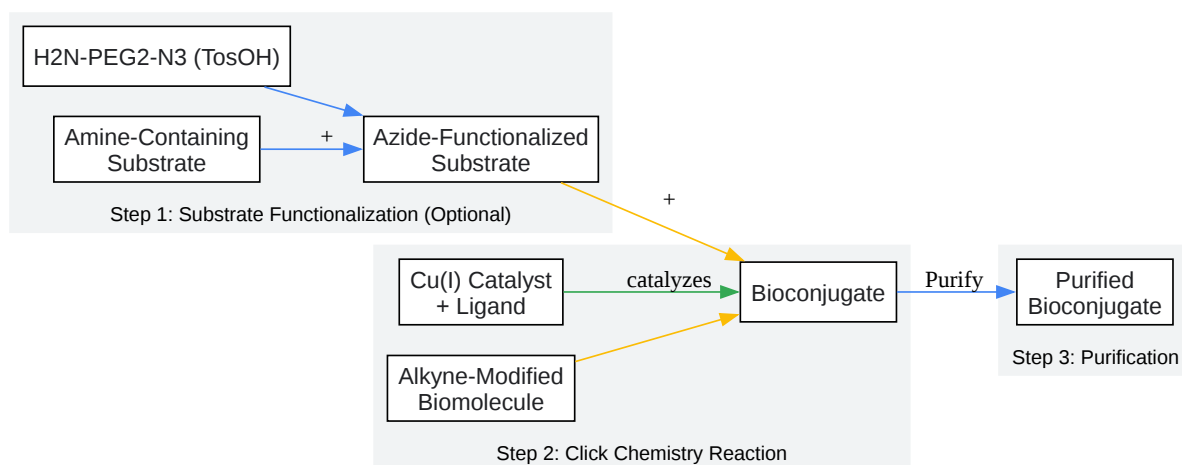 H2N-PEG2-N3 (TosOH)
Amine-Containing
Substrate
+
Azide-Functionalized
Substrate
Step 1: Substrate Functionalization (Optional)
+
Cu(I) Catalyst
+ Ligand
catalyzes
Bioconjugate
Purify
Purified
Bioconjugate
Step 3: Purification
Alkyne-Modified
Biomolecule
Step 2: Click Chemistry Reaction